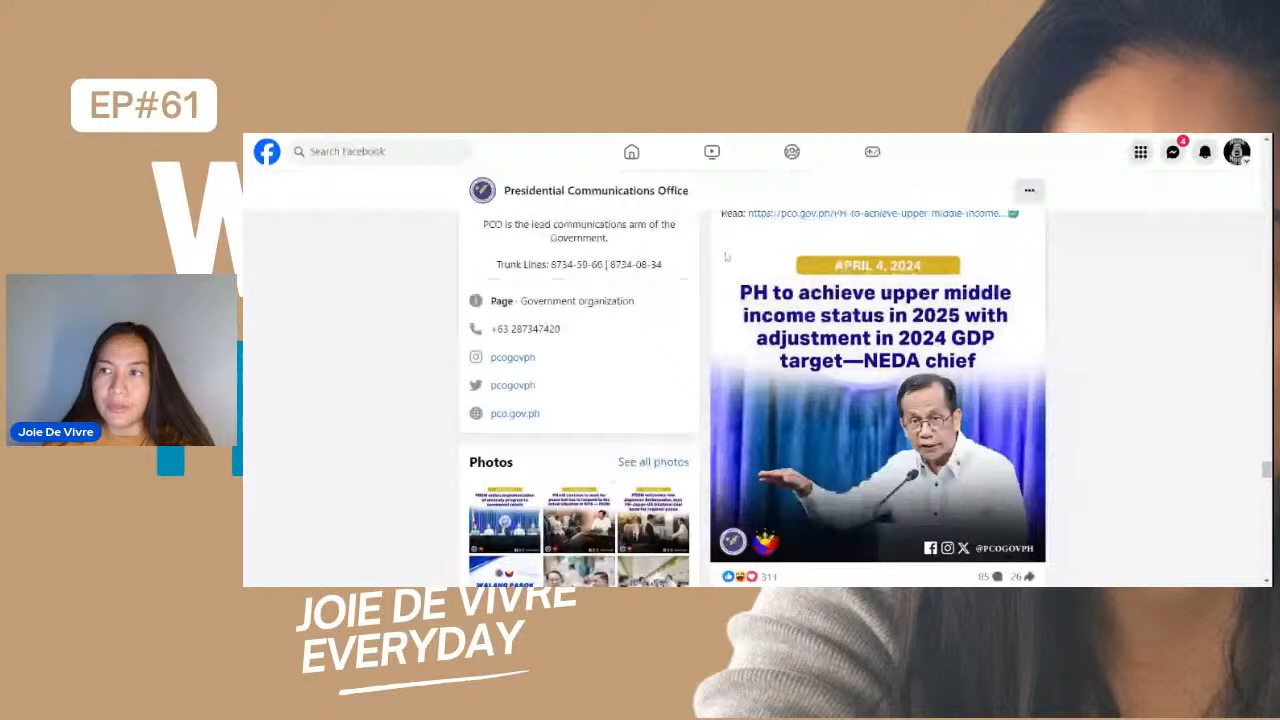 EP#61
W
Search Facebook
4
Presidential Communications Office
PCO is the lead communications arm of the
Government.
Trunk Lines: 8734-59-66 | 8734-08-34
Page · Government organization
+63 287347420
pcogovph
pcogovph
pco.gov.ph
Photos
See all photos
Read: https://pco.gov.ph/PH-to-achieve-upper-middle-income...
APRIL 4, 2024
PH to achieve upper middle
income status in 2025 with
adjustment in 2024 GDP
target—NEDA chief
@PCOGOVPH
311
85
26
Joie De Vivre
JOIE DE VIVRE
EVERYDAY